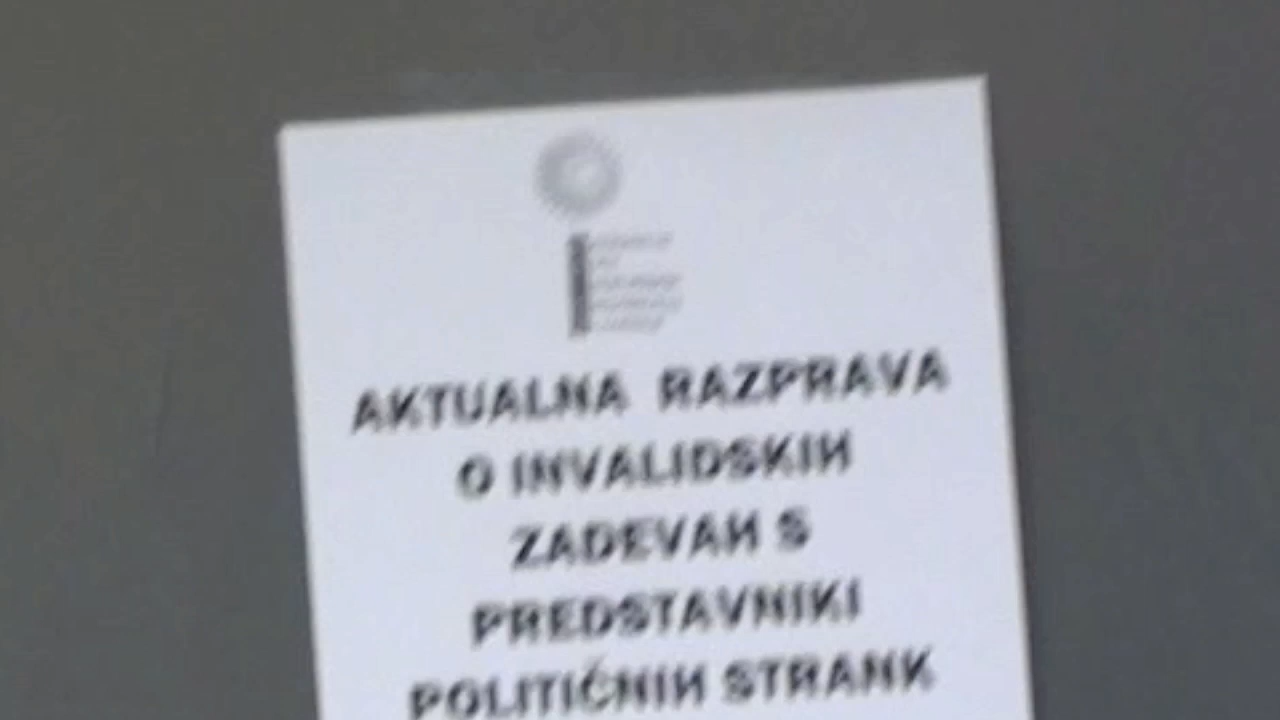 AKTUALNA RAZPRAVA
O INVALIDSKIH
ZADEVAH S
PREDSTAVNIKI
POLITIČNIH STRANK